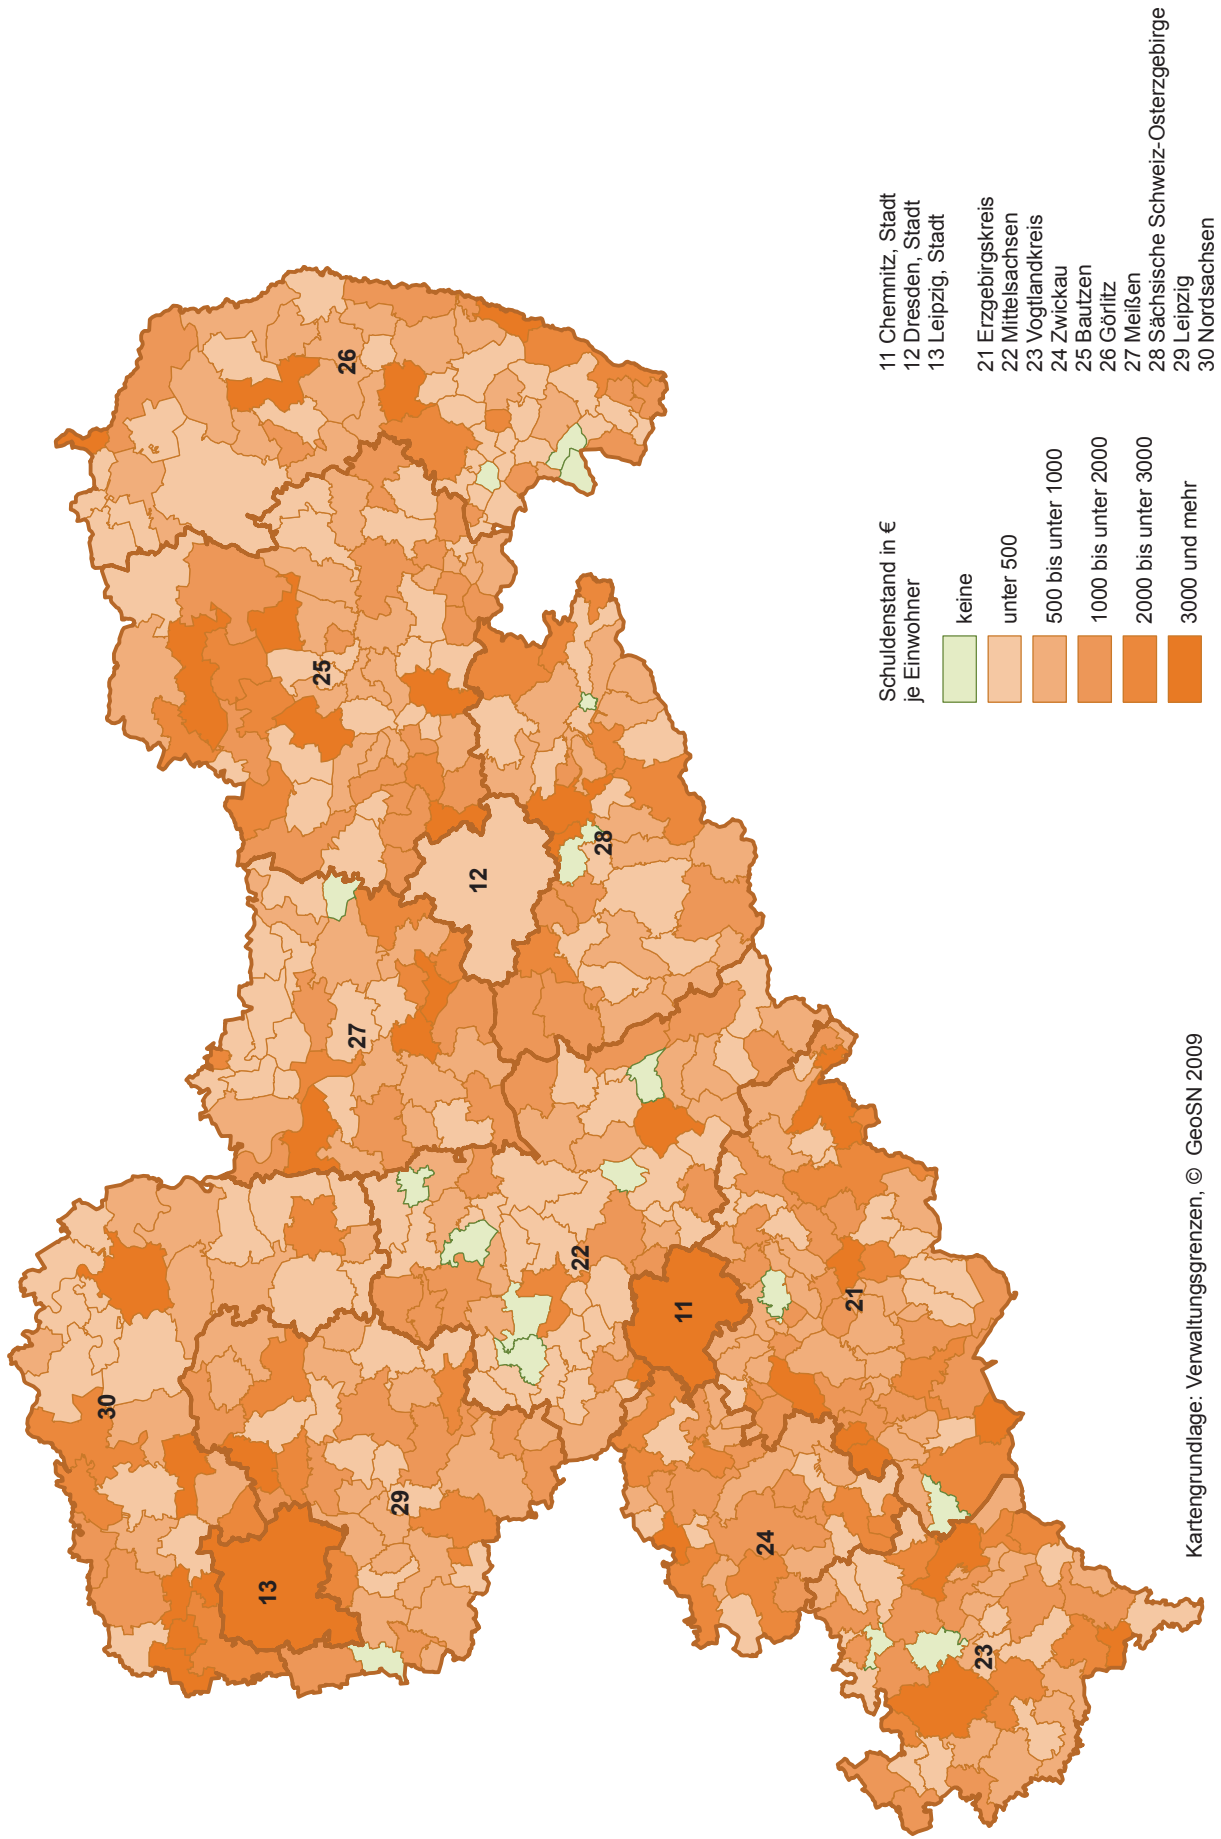 30
13
29
27
22
11
24
21
23
12
28
25
26
Schuldenstand in €
je Einwohner
keine
unter 500
500 bis unter 1000
1000 bis unter 2000
2000 bis unter 3000
3000 und mehr
11 Chemnitz, Stadt
12 Dresden, Stadt
13 Leipzig, Stadt
21 Erzgebirgskreis
22 Mittelsachsen
23 Vogtlandkreis
24 Zwickau
25 Bautzen
26 Görlitz
27 Meißen
28 Sächsische Schweiz-Osterzgebirge
29 Leipzig
30 Nordsachsen
Kartengrundlage: Verwaltungsgrenzen, © GeoSN 2009